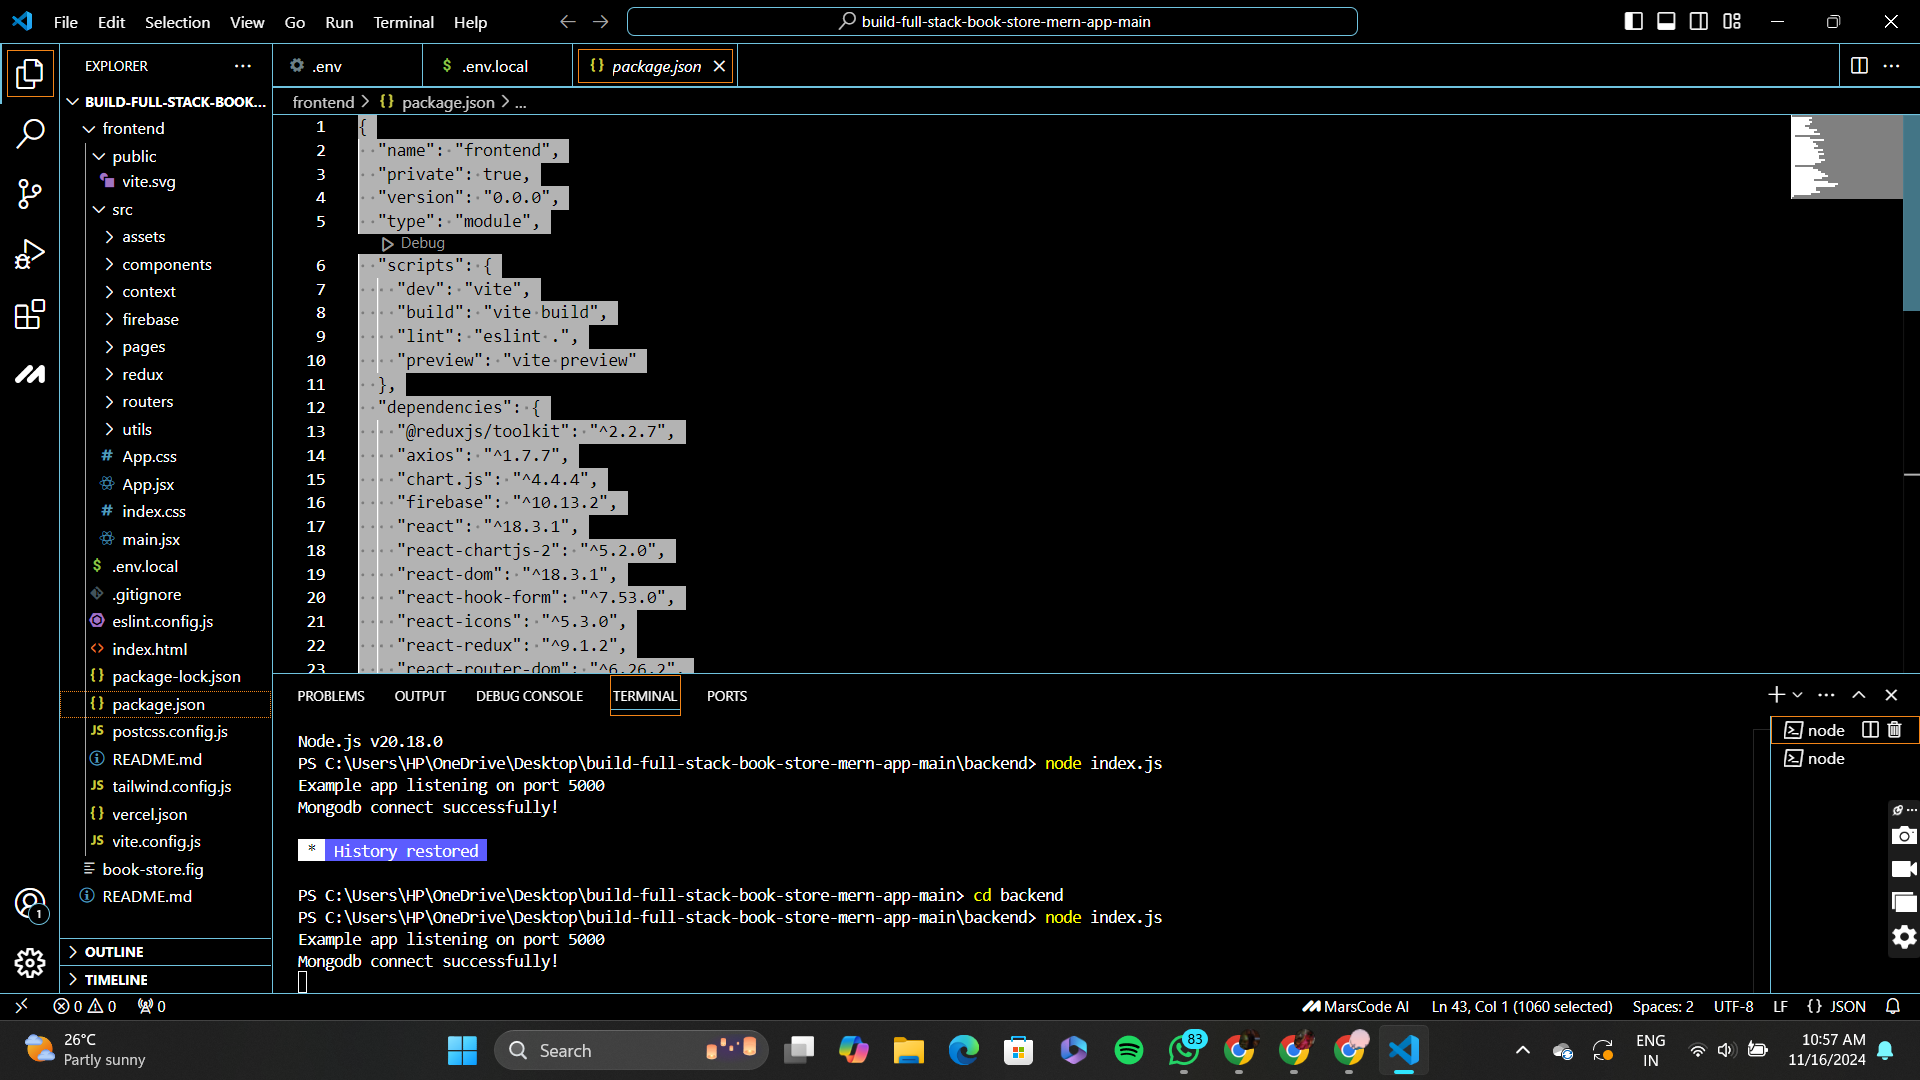 File Edit Selection View Go Run Terminal Help
build-full-stack-book-store-mern-app-main
EXPLORER
BUILD-FULL-STACK-BOOK...
frontend
public
vite.svg
src
assets
components
context
firebase
pages
redux
routers
utils
App.css
App.jsx
index.css
main.jsx
.env.local
.gitignore
eslint.config.js
index.html
package-lock.json
package.json
postcss.config.js
README.md
tailwind.config.js
vercel.json
vite.config.js
book-store.fig
README.md
OUTLINE
TIMELINE
.env
.env.local
package.json
frontend > package.json > ...
1 {
2 "name": "frontend",
3 "private": true,
4 "version": "0.0.0",
5 "type": "module",
Debug
6 "scripts": {
7 "dev": "vite",
8 "build": "vite build",
9 "lint": "eslint .",
10 "preview": "vite preview"
11 },
12 "dependencies": {
13 "@reduxjs/toolkit": "^2.2.7",
14 "axios": "^1.7.7",
15 "chart.js": "^4.4.4",
16 "firebase": "^10.13.2",
17 "react": "^18.3.1",
18 "react-chartjs-2": "^5.2.0",
19 "react-dom": "^18.3.1",
20 "react-hook-form": "^7.53.0",
21 "react-icons": "^5.3.0",
22 "react-redux": "^9.1.2",
23 "react-router-dom": "^6.26.2",
PROBLEMS OUTPUT DEBUG CONSOLE TERMINAL PORTS
Node.js v20.18.0
PS C:\Users\HP\OneDrive\Desktop\build-full-stack-book-store-mern-app-main\backend> node index.js
Example app listening on port 5000
Mongodb connect successfully!
* History restored
PS C:\Users\HP\OneDrive\Desktop\build-full-stack-book-store-mern-app-main> cd backend
PS C:\Users\HP\OneDrive\Desktop\build-full-stack-book-store-mern-app-main\backend> node index.js
Example app listening on port 5000
Mongodb connect successfully!
node
node
1
0 0 0
MarsCode AI Ln 43, Col 1 (1060 selected) Spaces: 2 UTF-8 LF {} JSON
26°C
Partly sunny
Search
83
ENG
IN
10:57 AM
11/16/2024